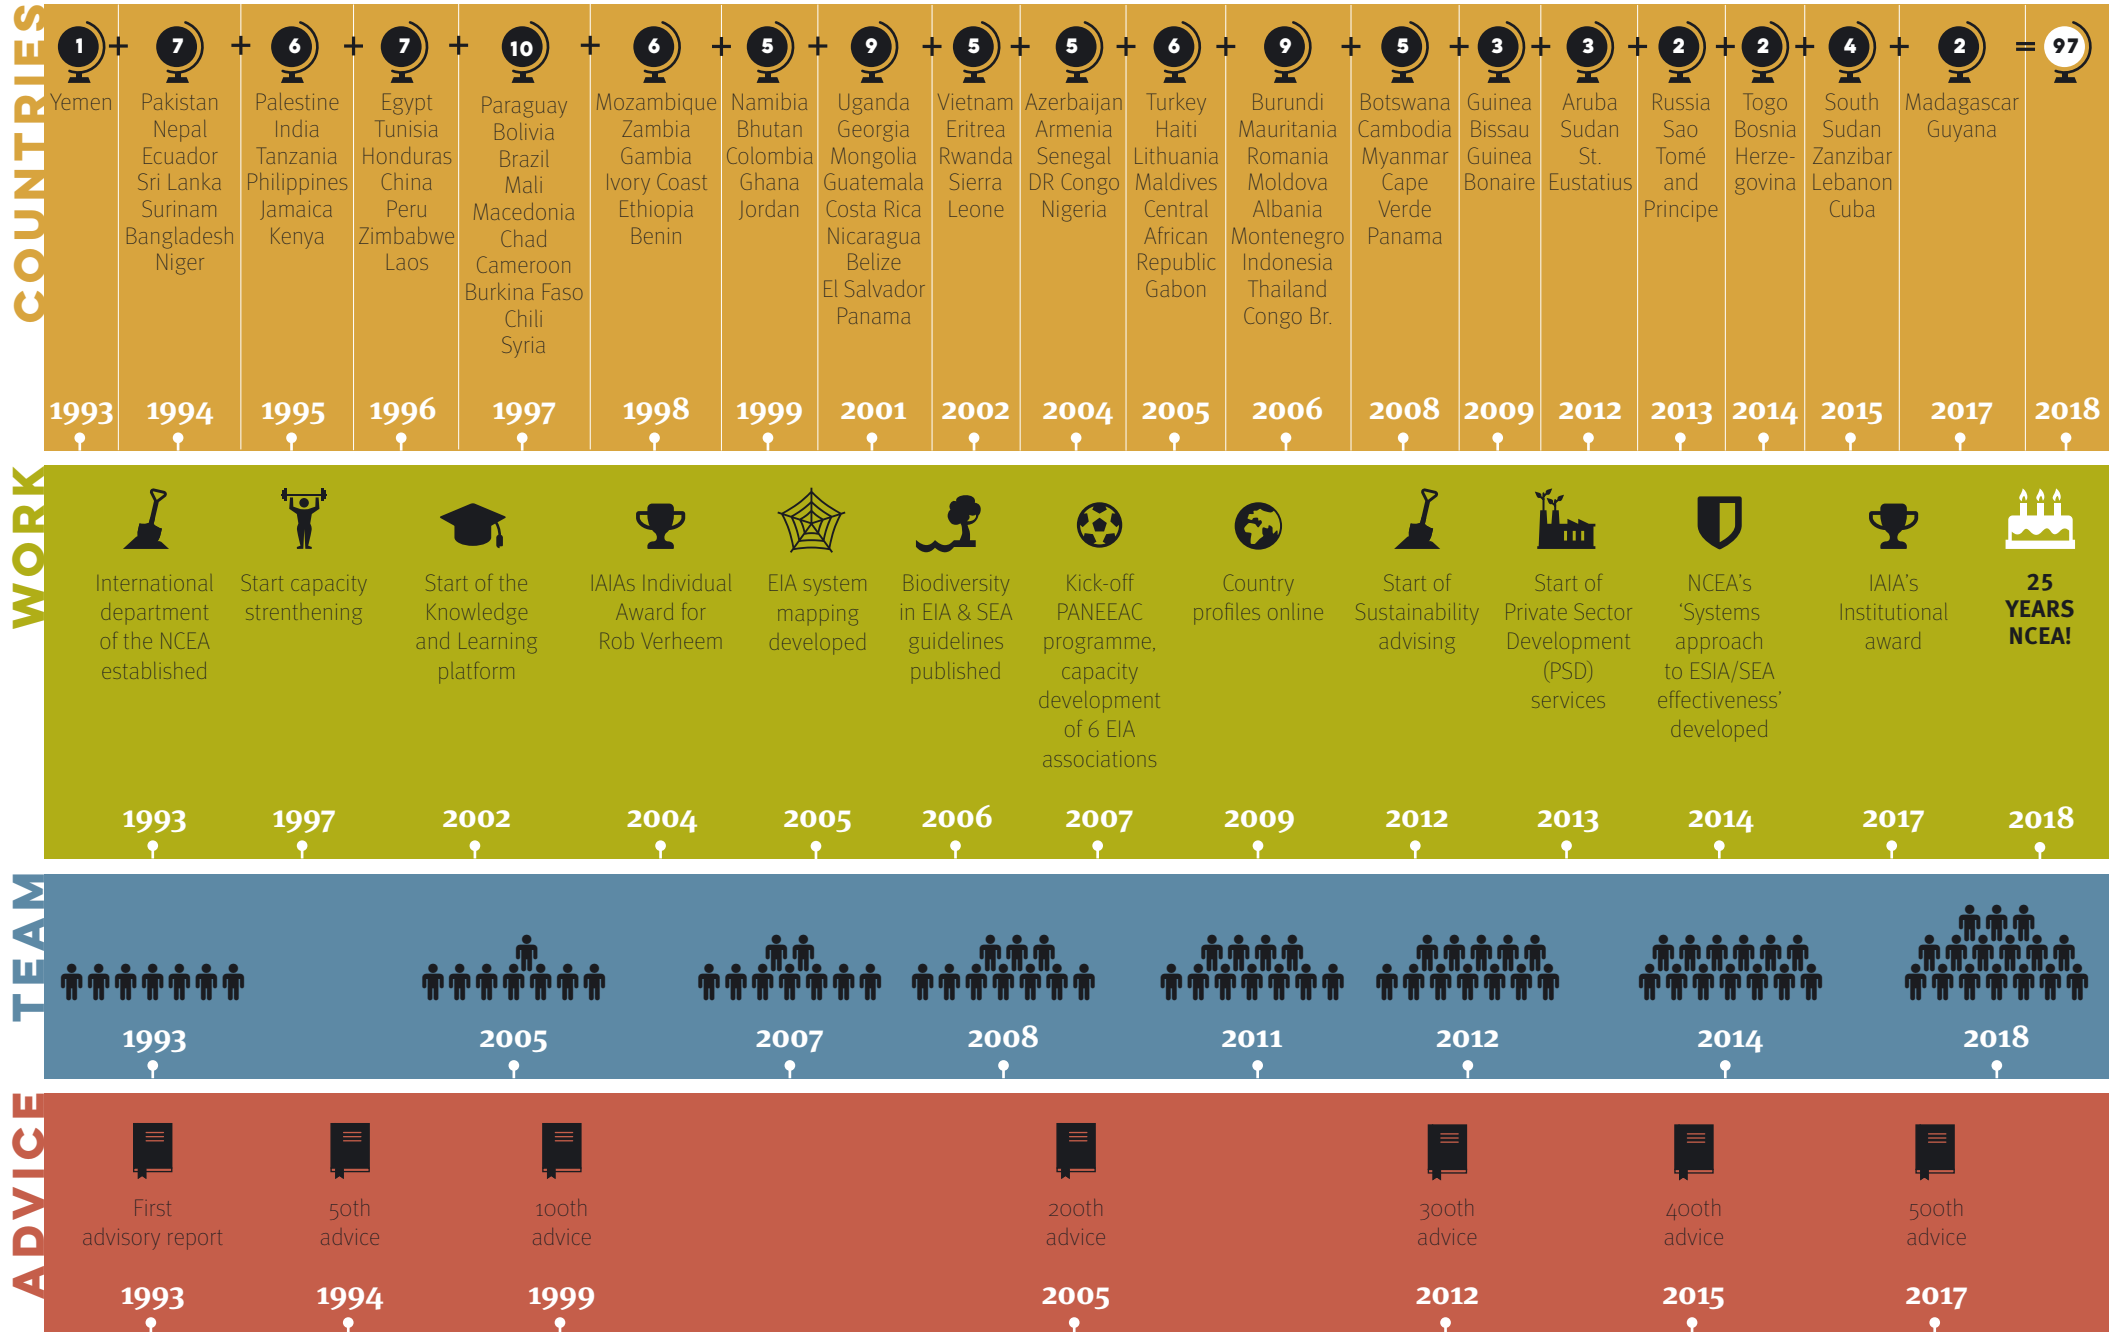 COUNTRIES
1 + 7 + 6 + 7 + 10 + 6 + 5 + 9 + 5 + 5 + 6 + 9 + 5 + 3 + 3 + 2 + 2 + 4 + 2 = 97
Yemen
Pakistan
Nepal
Ecuador
Sri Lanka
Surinam
Bangladesh
Niger
Palestine
India
Tanzania
Philippines
Jamaica
Kenya
Egypt
Tunisia
Honduras
China
Peru
Zimbabwe
Laos
Paraguay
Bolivia
Brazil
Mali
Macedonia
Chad
Cameroon
Burkina Faso
Chili
Syria
Mozambique
Zambia
Gambia
Ivory Coast
Ethiopia
Benin
Namibia
Bhutan
Colombia
Ghana
Jordan
Uganda
Georgia
Mongolia
Guatemala
Costa Rica
Nicaragua
Belize
El Salvador
Panama
Vietnam
Eritrea
Rwanda
Sierra
Leone
Azerbaijan
Armenia
Senegal
DR Congo
Nigeria
Turkey
Haiti
Lithuania
Maldives
Central
African
Republic
Gabon
Burundi
Mauritania
Romania
Moldova
Albania
Montenegro
Indonesia
Thailand
Congo Br.
Botswana
Cambodia
Myanmar
Cape
Verde
Panama
Guinea
Bissau
Guinea
Bonaire
Aruba
Sudan
St.
Eustatius
Russia
Sao
Tomé
and
Principe
Togo
Bosnia
Herze-
govina
South
Sudan
Zanzibar
Lebanon
Cuba
Madagascar
Guyana
1993 1994 1995 1996 1997 1998 1999 2001 2002 2004 2005 2006 2008 2009 2012 2013 2014 2015 2017 2018
WORK
International
department
of the NCEA
established
Start capacity
strenthening
Start of the
Knowledge
and Learning
platform
IAIAs Individual
Award for
Rob Verheem
EIA system
mapping
developed
Biodiversity
in EIA & SEA
guidelines
published
Kick-off
PANEEAC
programme,
capacity
development
of 6 EIA
associations
Country
profiles online
Start of
Sustainability
advising
Start of
Private Sector
Development
(PSD)
services
NCEA's
‘Systems
approach
to ESIA/SEA
effectiveness’
developed
IAIA's
Institutional
award
25
YEARS
NCEA!
1993 1997 2002 2004 2005 2006 2007 2009 2012 2013 2014 2017 2018
TEAM
1993 2005 2007 2008 2011 2012 2014 2018
ADVICE
First
advisory report
50th
advice
100th
advice
200th
advice
300th
advice
400th
advice
500th
advice
1993 1994 1999 2005 2012 2015 2017